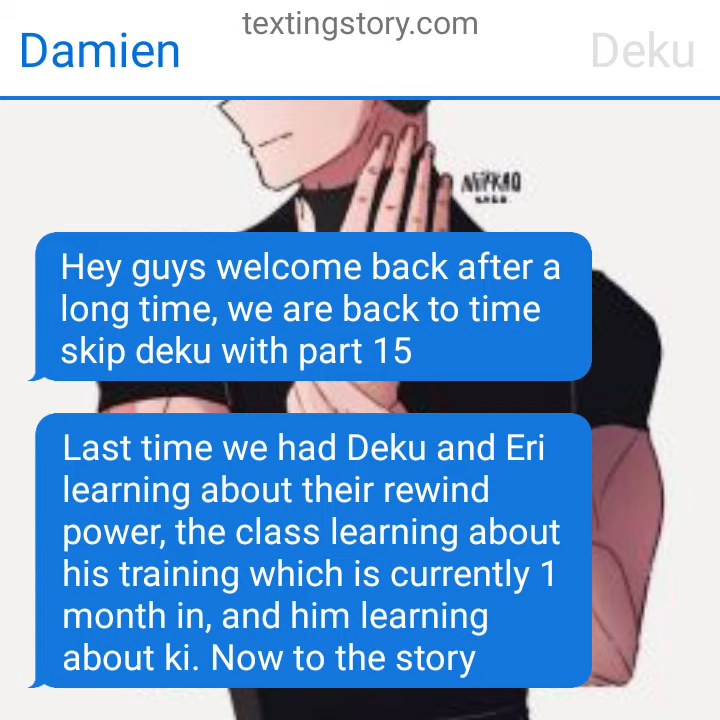 textingstory.com
Damien
Deku
Hey guys welcome back after a
long time, we are back to time
skip deku with part 15
Last time we had Deku and Eri
learning about their rewind
power, the class learning about
his training which is currently 1
month in, and him learning
about ki. Now to the story